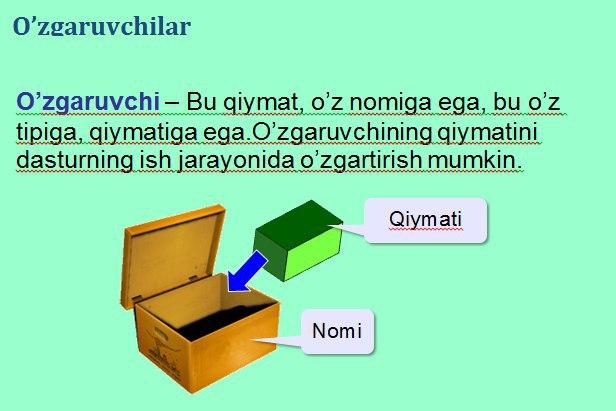 O’zgaruvchilar
O’zgaruvchi – Bu qiymat, o’z nomiga ega, bu o’z
tipiga, qiymatiga ega.O’zgaruvchining qiymatini
dasturning ish jarayonida o’zgartirish mumkin.
Qiymati
Nomi